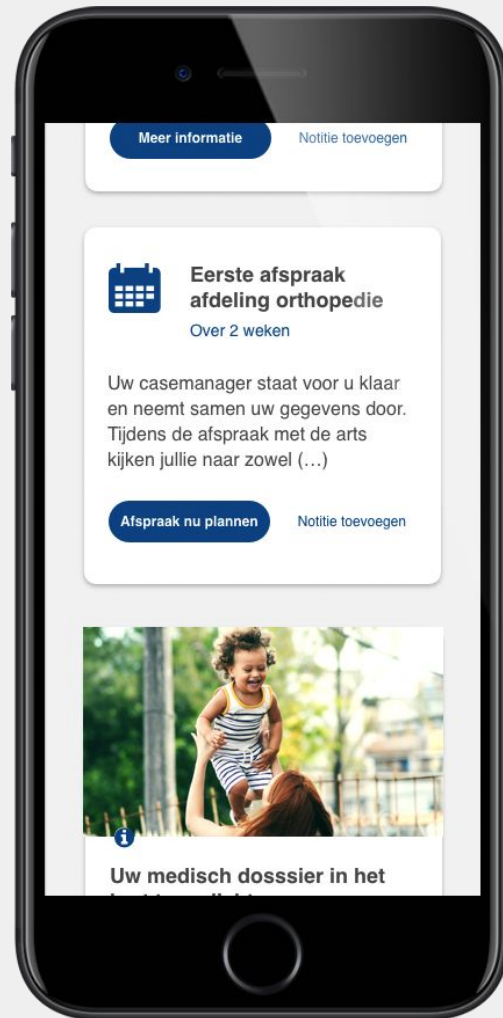 Meer informatie
Notitie toevoegen
Eerste afspraak
afdeling orthopedie
Over 2 weken
Uw casemanager staat voor u klaar
en neemt samen uw gegevens door.
Tijdens de afspraak met de arts
kijken jullie naar zowel (…)
Afspraak nu plannen
Notitie toevoegen
Uw medisch dosssier in het